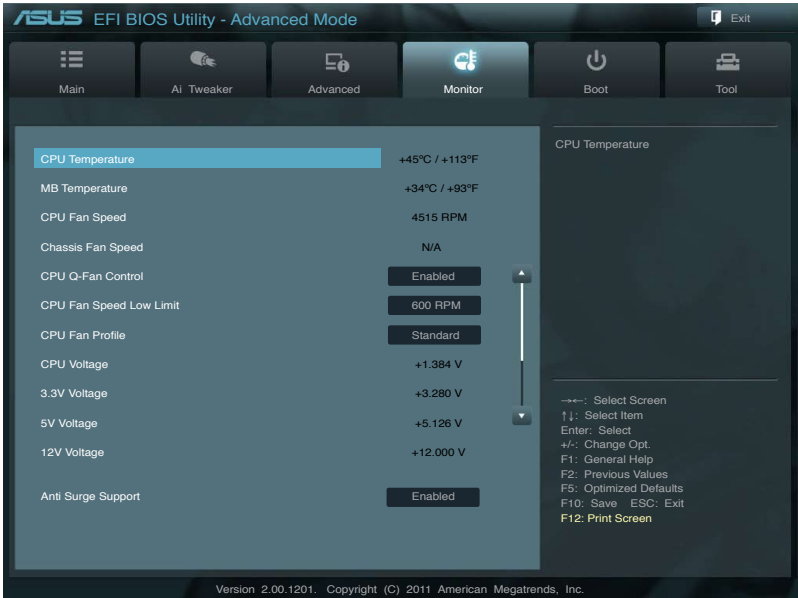 ASUS EFI BIOS Utility - Advanced Mode Exit
Main Ai Tweaker Advanced Monitor Boot Tool
CPU Temperature +45ºC / +113ºF
MB Temperature +34ºC / +93ºF
CPU Fan Speed 4515 RPM
Chassis Fan Speed N/A
CPU Q-Fan Control Enabled
CPU Fan Speed Low Limit 600 RPM
CPU Fan Profile Standard
CPU Voltage +1.384 V
3.3V Voltage +3.280 V
5V Voltage +5.126 V
12V Voltage +12.000 V
Anti Surge Support Enabled
CPU Temperature
→←: Select Screen
↑↓: Select Item
Enter: Select
+/-: Change Opt.
F1: General Help
F2: Previous Values
F5: Optimized Defaults
F10: Save ESC: Exit
F12: Print Screen
Version 2.00.1201. Copyright (C) 2011 American Megatrends, Inc.